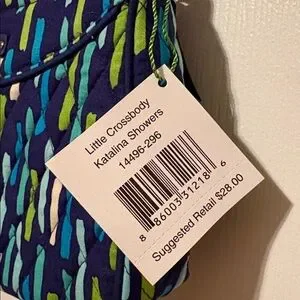 Little Crossbody
Katalina Showers
14496-296
8 86003 31218 6
Suggested Retail $28.00